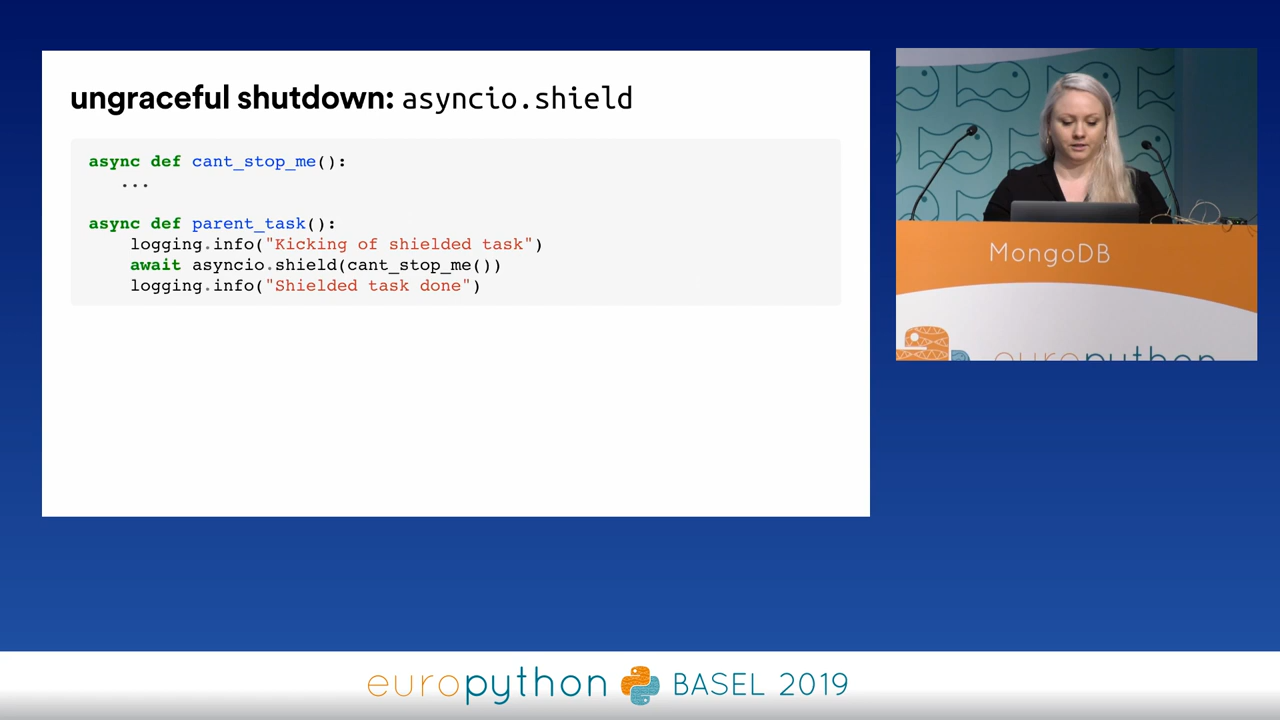 ungraceful shutdown: asyncio.shield
async def cant_stop_me():
...
async def parent_task():
logging.info("Kicking of shielded task")
await asyncio.shield(cant_stop_me())
logging.info("Shielded task done")
MongoDB
europython
europython BASEL 2019